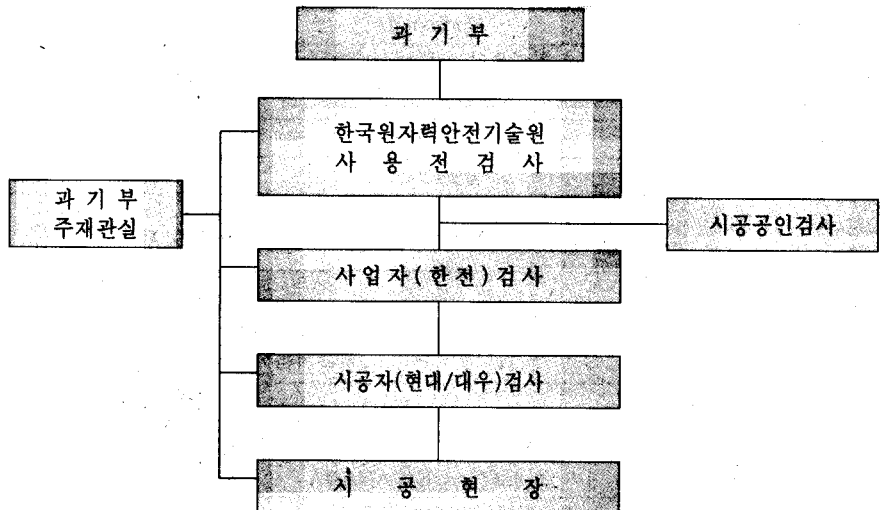 과 기 부
한국원자력안전기술원
사 용 전 검 사
과 기 부
주재관실
시공공인검사
사업자(한전)검사
시공자(현대/대우)검사
시 공 현 장